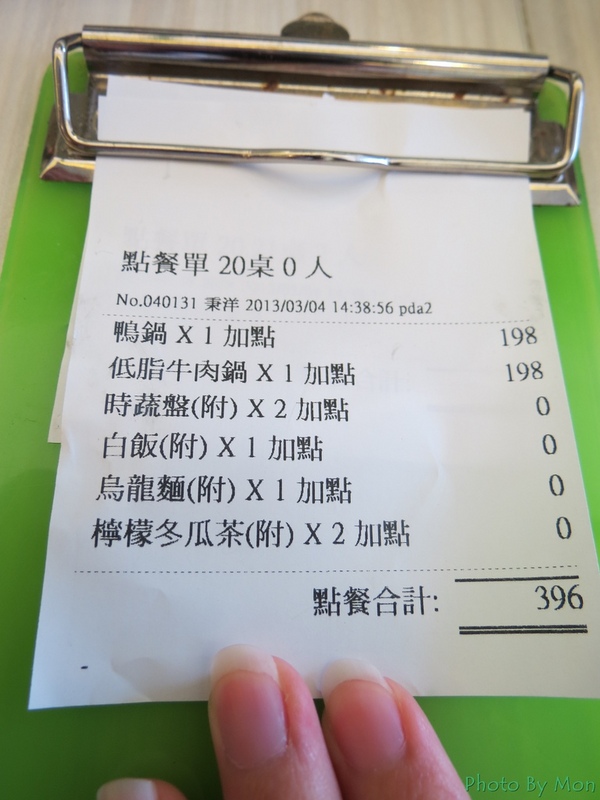 點餐單 20桌 0 人
No.040131 秉洋 2013/03/04 14:38:56 pda2
鴨鍋 X 1 加點 198
低脂牛肉鍋 X 1 加點 198
時蔬盤(附) X 2 加點 0
白飯(附) X 1 加點 0
烏龍麵(附) X 1 加點 0
檸檬冬瓜茶(附) X 2 加點 0
點餐合計: 396
Photo By Mon